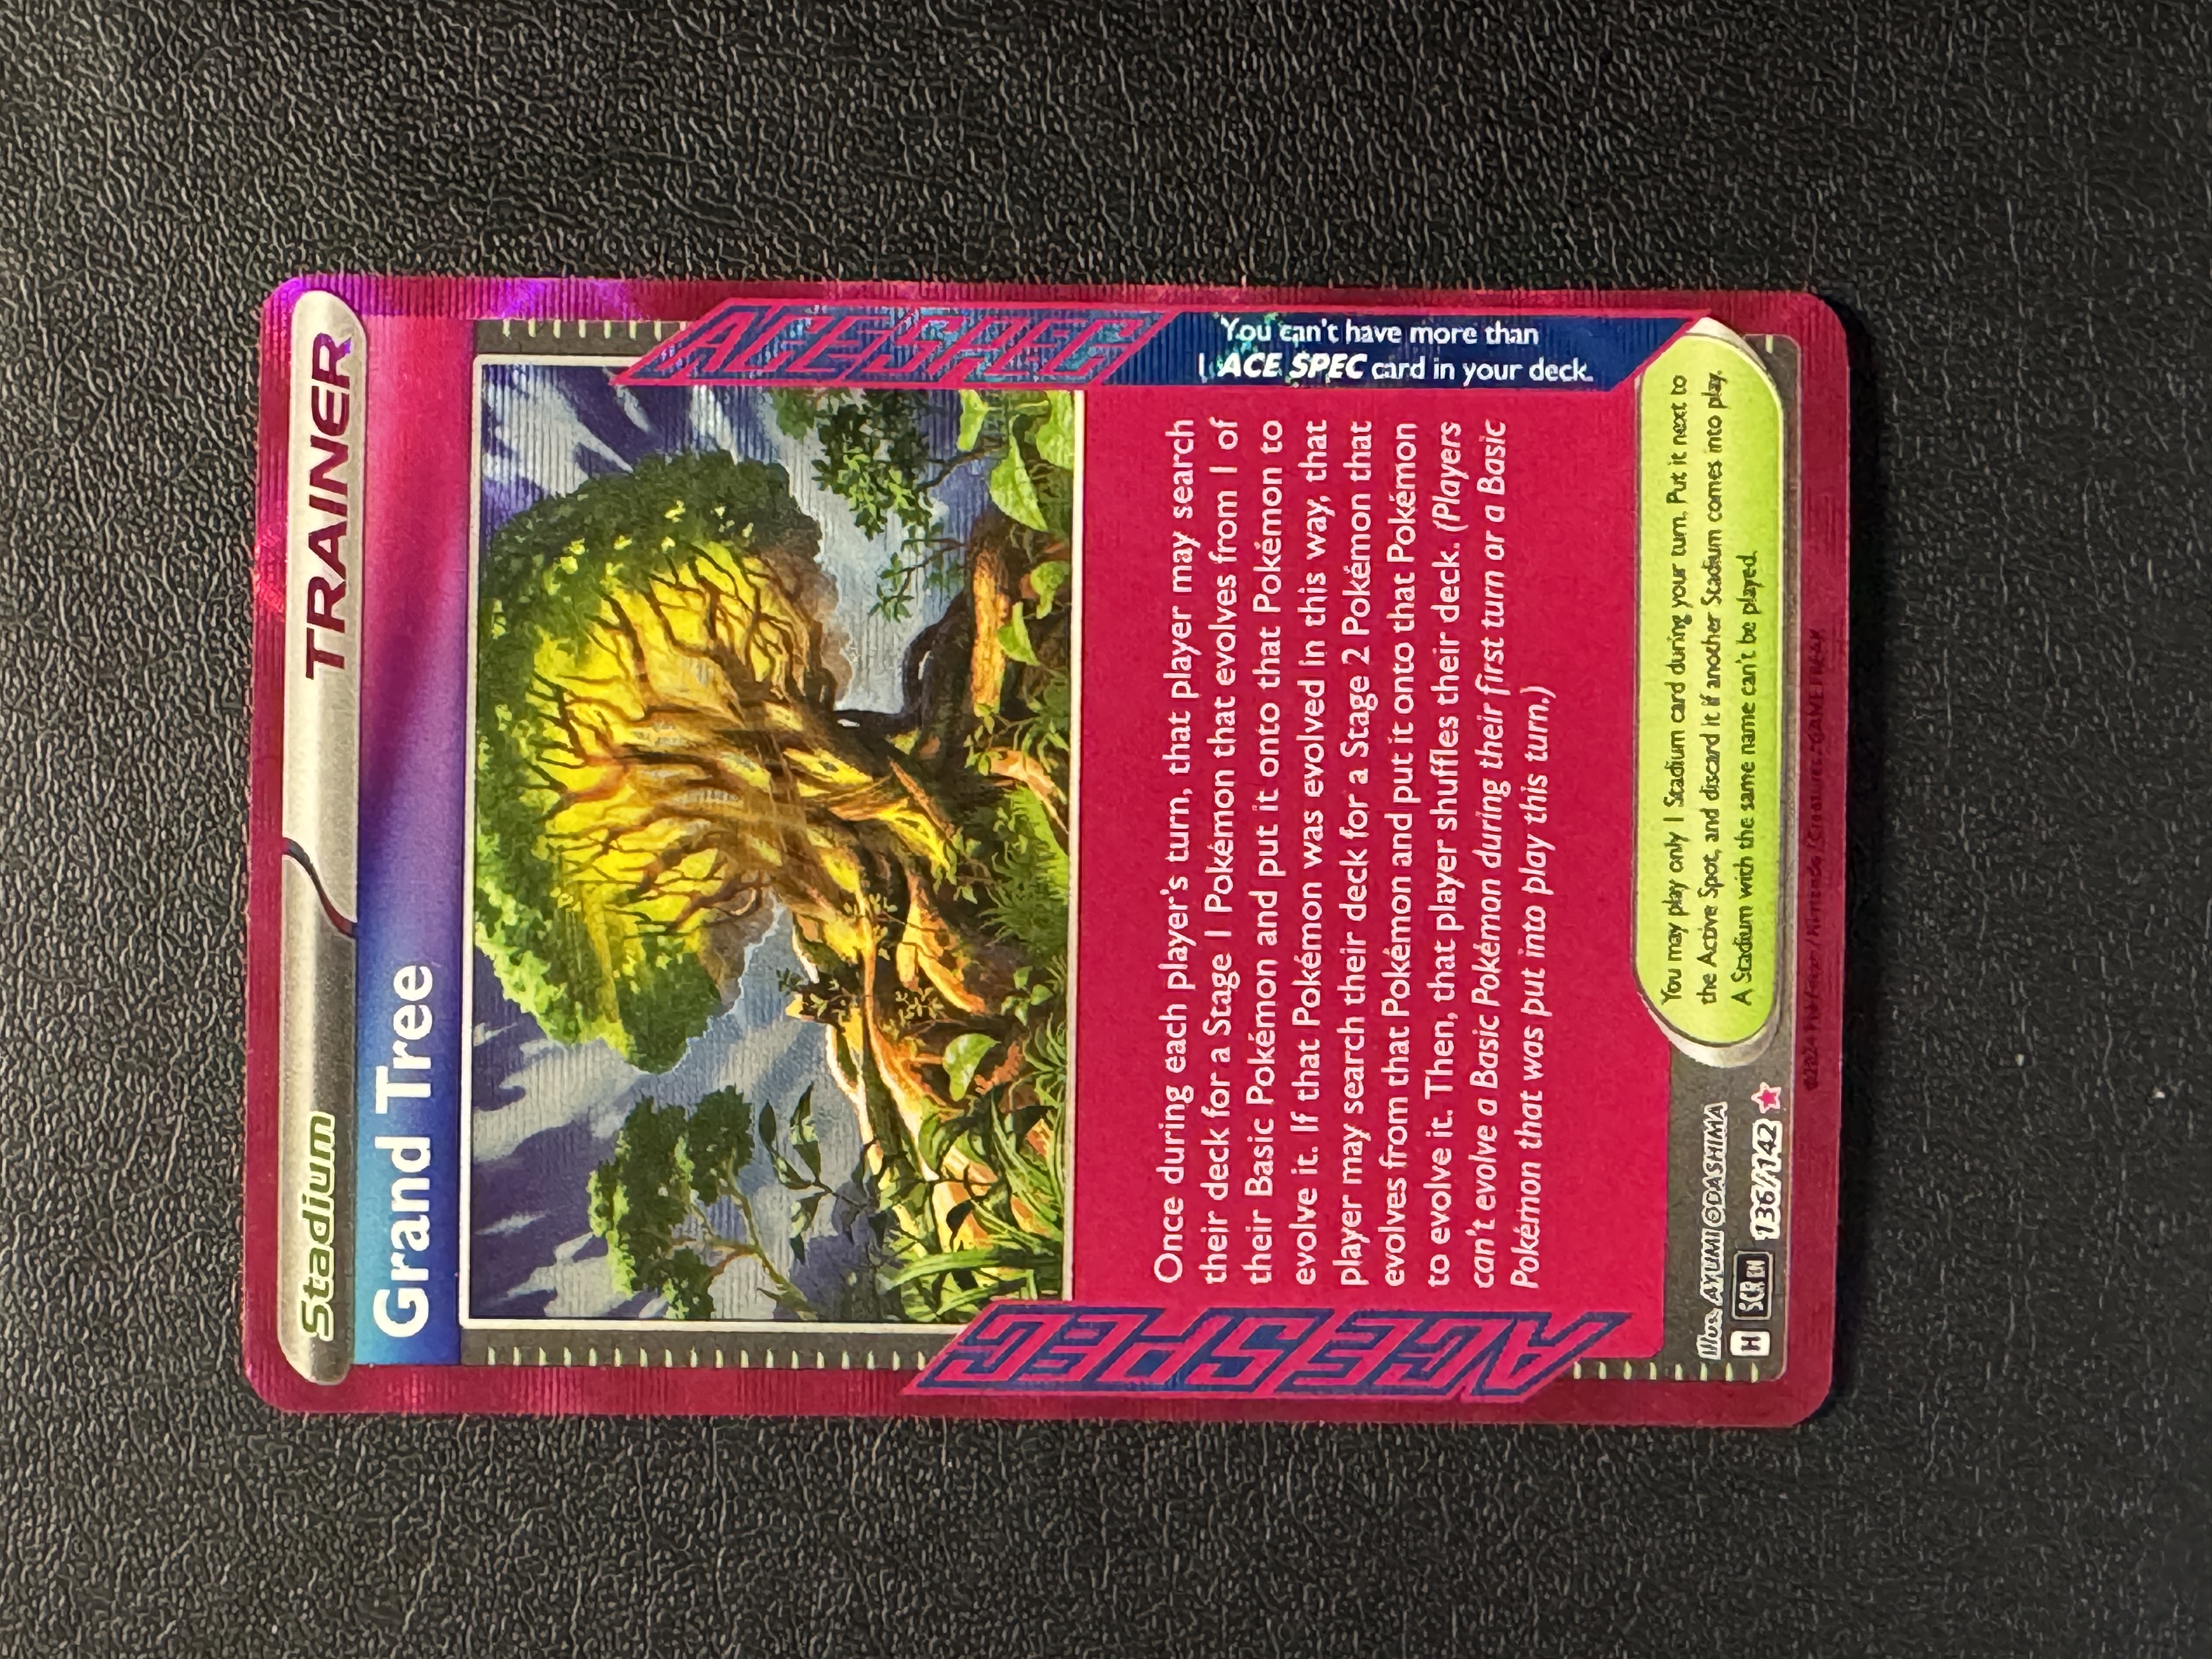 Stadium
TRAINER
Grand Tree
ACE SPEC
You can't have more than
1 ACE SPEC card in your deck.
Once during each player's turn, that player may search
their deck for a Stage 1 Pokémon that evolves from 1 of
their Basic Pokémon and put it onto that Pokémon to
evolve it. If that Pokémon was evolved in this way, that
player may search their deck for a Stage 2 Pokémon that
evolves from that Pokémon and put it onto that Pokémon
to evolve it. Then, that player shuffles their deck. (Players
can't evolve a Basic Pokémon during their first turn or a Basic
Pokémon that was put into play this turn.)
ACE SPEC
You may play only 1 Stadium card during your turn. Put it next to
the Active Spot, and discard it if another Stadium comes into play.
A Stadium with the same name can't be played.
Illus. AYUMI ODASHIMA
H SCR EN 136/142
©2024 Pokémon / Nintendo / Creatures / GAME FREAK